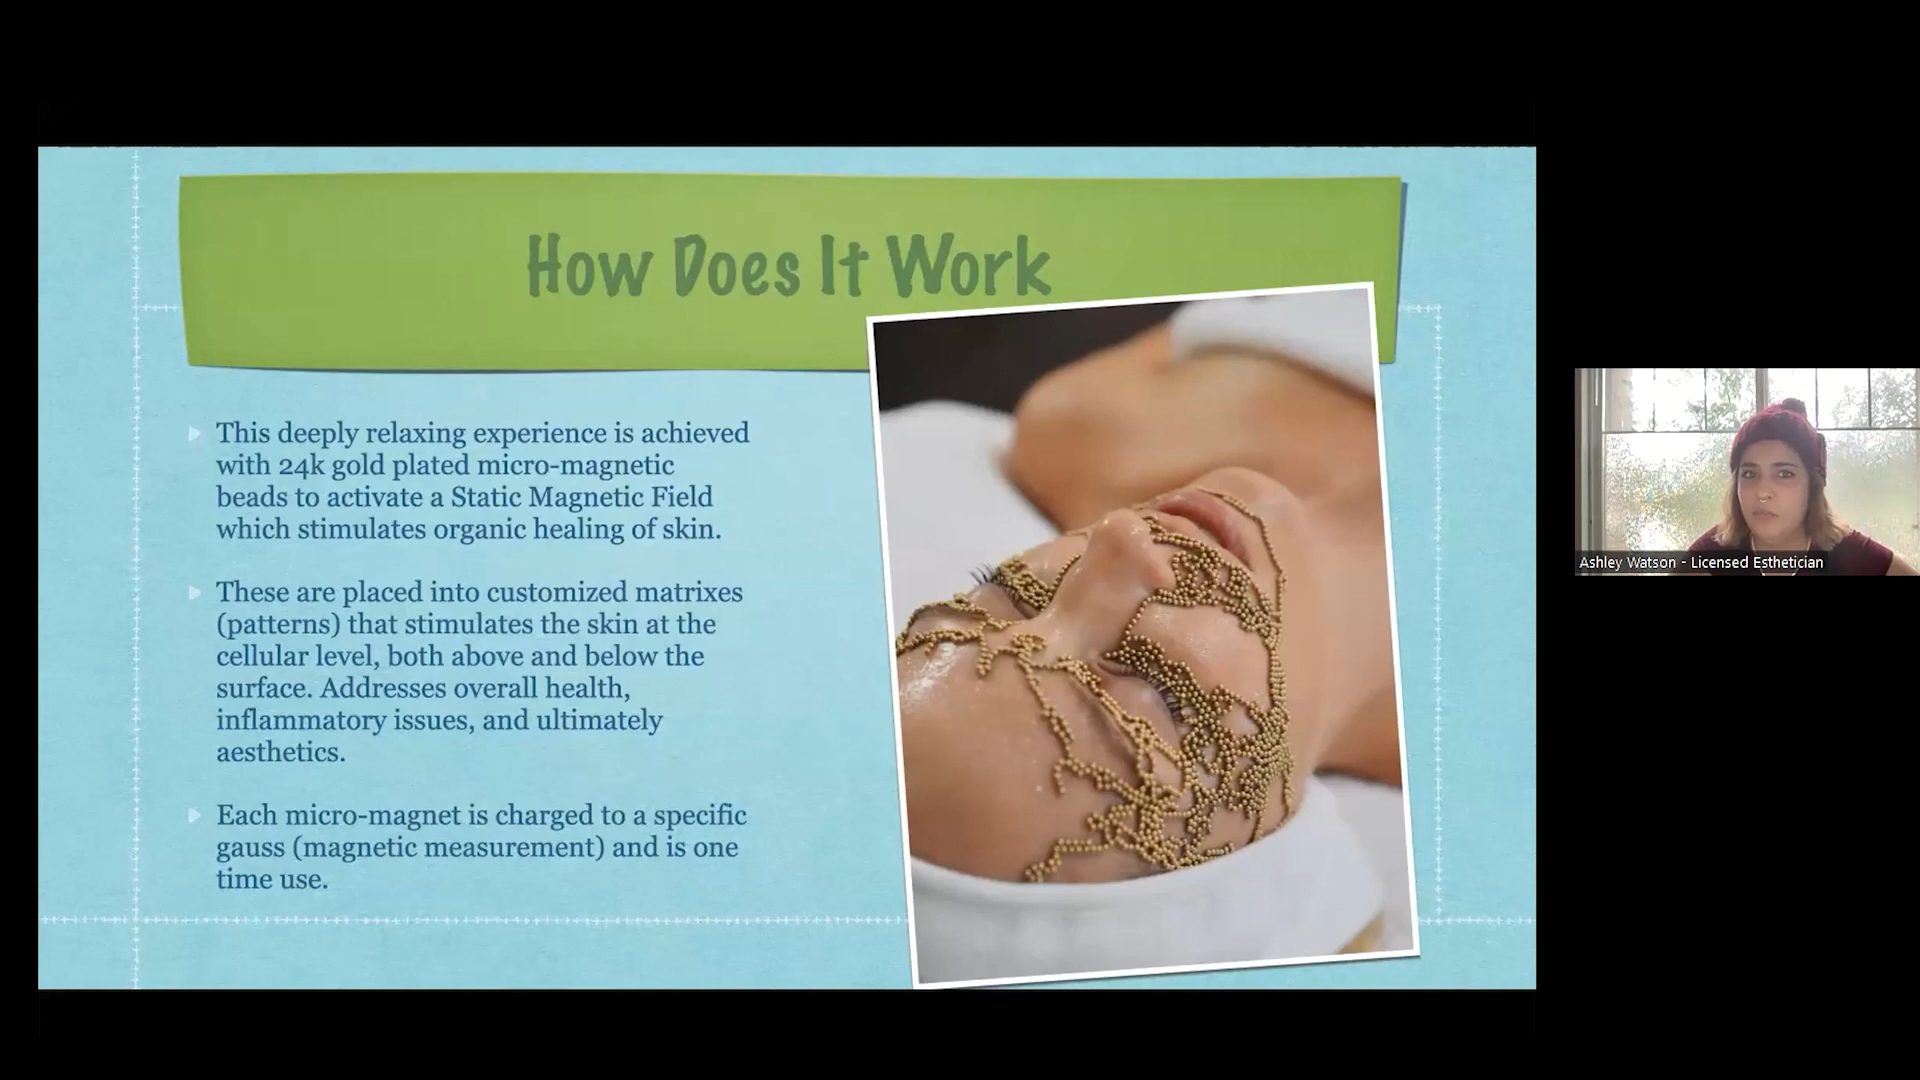 How Does It Work
This deeply relaxing experience is achieved
with 24k gold plated micro-magnetic
beads to activate a Static Magnetic Field
which stimulates organic healing of skin.
These are placed into customized matrixes
(patterns) that stimulates the skin at the
cellular level, both above and below the
surface. Addresses overall health,
inflammatory issues, and ultimately
aesthetics.
Each micro-magnet is charged to a specific
gauss (magnetic measurement) and is one
time use.
Ashley Watson - Licensed Esthetician